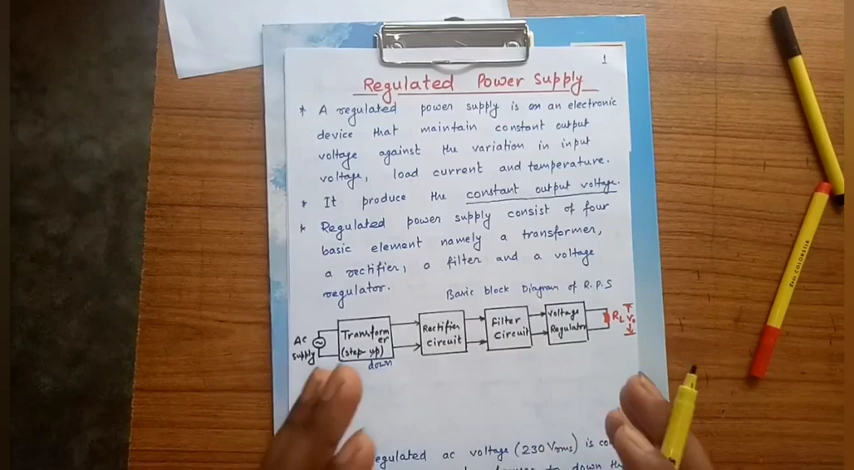 1
Regulated Power Supply
* A regulated power supply is an electronic
device that maintain constant output
voltage against the variation in input
voltage, load current and temperature.
* It produce the constant output voltage.
* Regulated power supply consist of four
basic element namely a transformer,
a rectifier, a filter and a voltage
regulator.
Basic block Diagram of R.P.S
AC
supply
Transform
er
(step up)
down
Rectifier
circuit
Filter
circuit
Voltage
Regulator
RL
Vo
egulated ac voltage (230 Vrms) is
to down